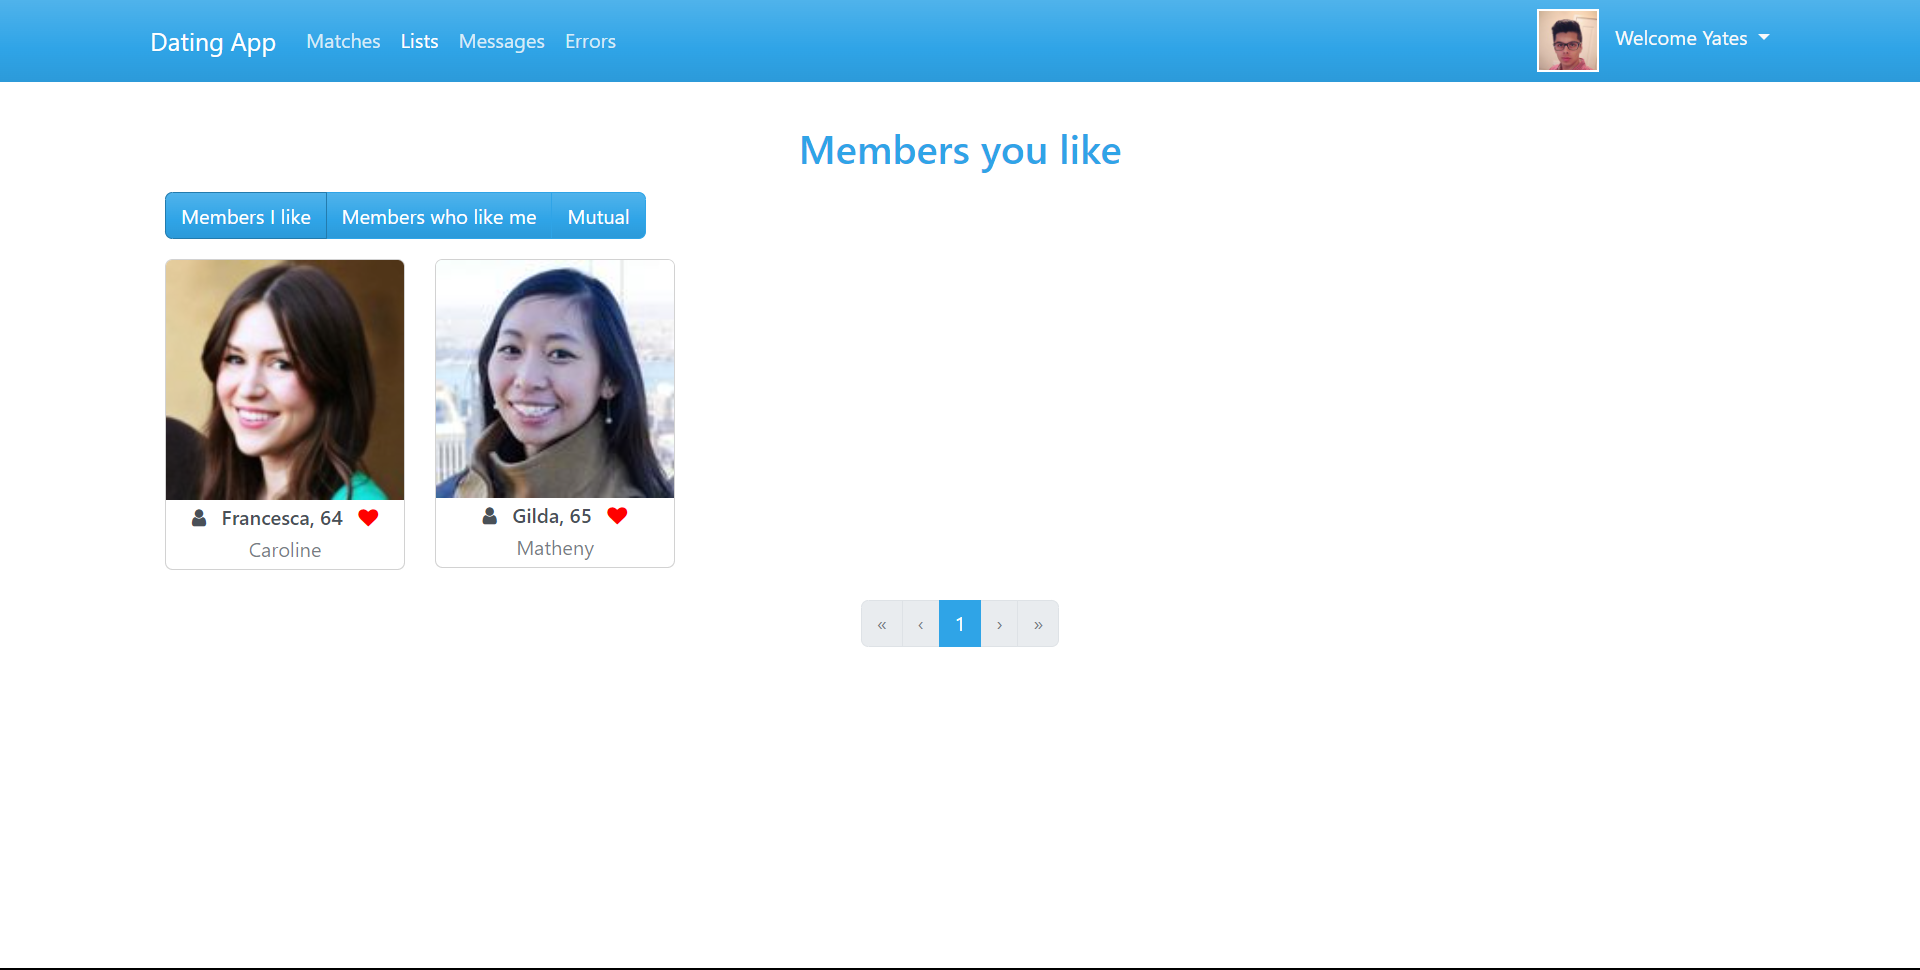 Dating App Matches Lists Messages Errors Welcome Yates
Members you like
Members I like Members who like me Mutual
Francesca, 64 Gilda, 65
Caroline Matheny
« ‹ 1 › »